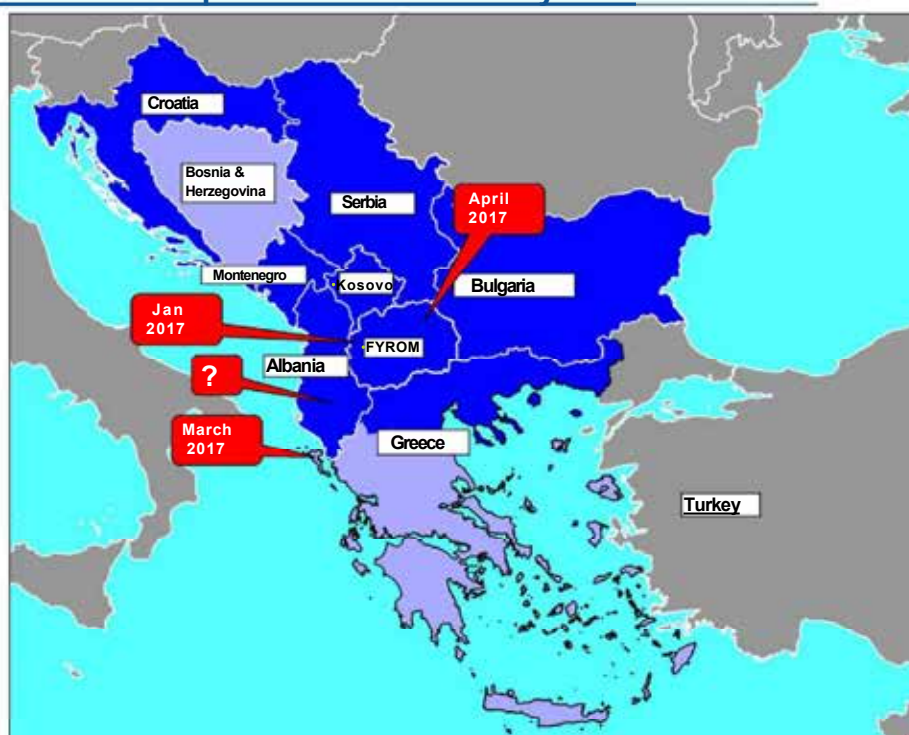 Croatia
Bosnia &
Herzegovina
Serbia
April
2017
Montenegro
Kosovo
Bulgaria
Jan
2017
FYROM
Albania
?
March
2017
Greece
Turkey